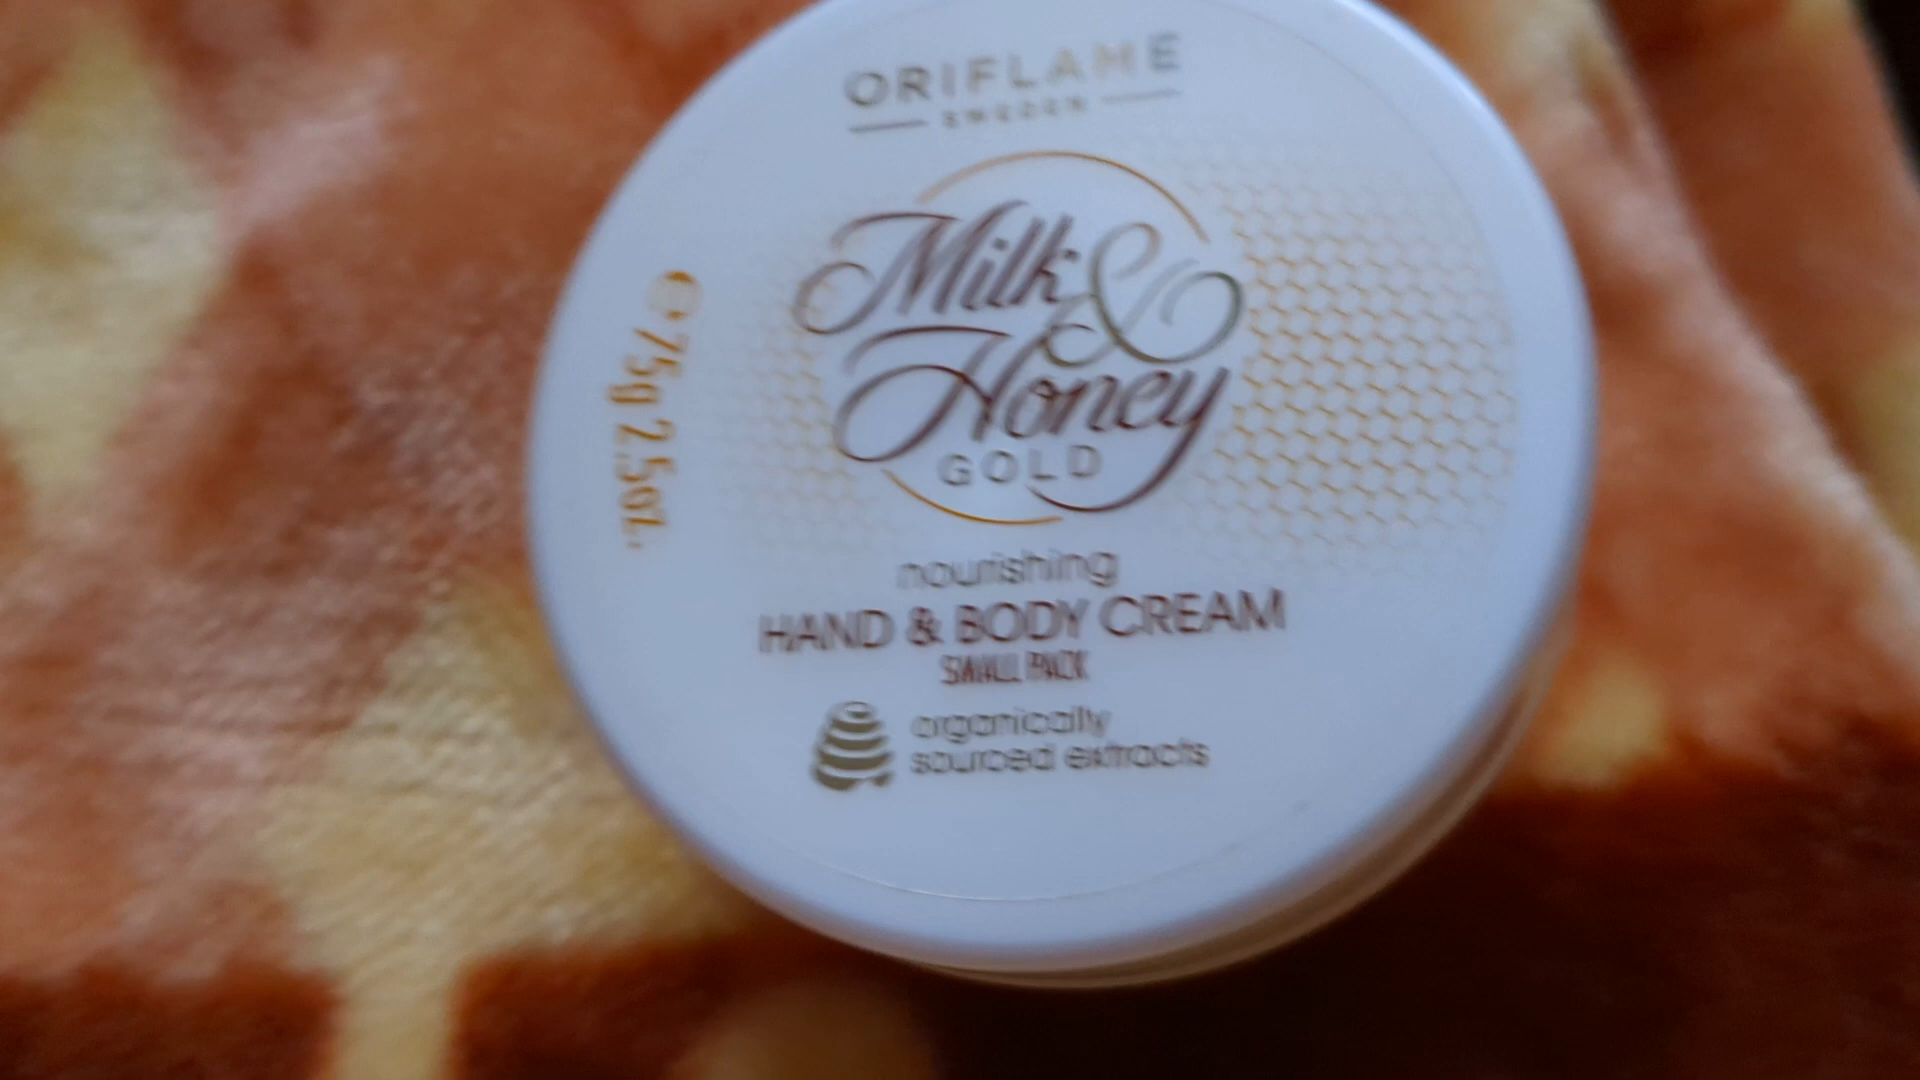 ORIFLAME
SWEDEN
Milk &
Honey
GOLD
nourishing
HAND & BODY CREAM
SMALL PACK
organically
sourced extracts
℮ 75g 2.5oz.